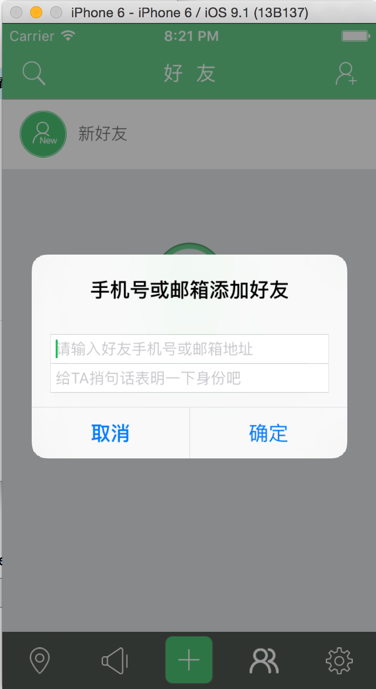 iPhone 6 - iPhone 6 / iOS 9.1 (13B137)
Carrier 8:21 PM
好 友
New 新好友
手机号或邮箱添加好友
请输入好友手机号或邮箱地址
给TA捎句话表明一下身份吧
取消 确定